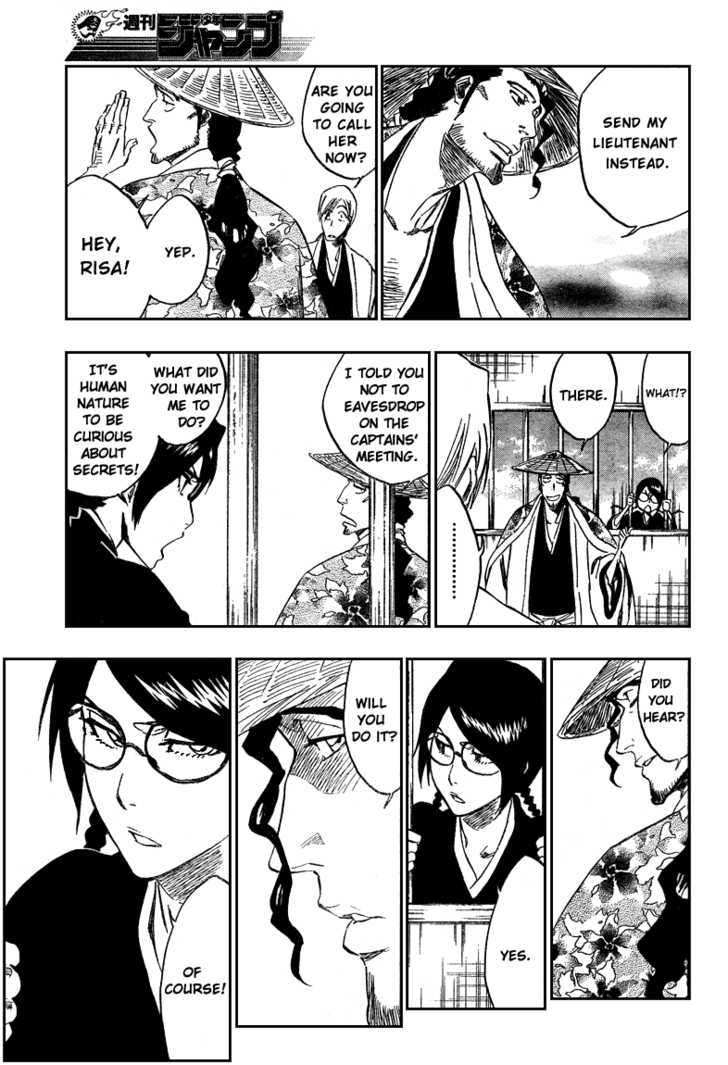 週刊
少年
ジャンプ
SEND MY
LIEUTENANT
INSTEAD.
ARE YOU
GOING
TO CALL
HER
NOW?
YEP.
HEY,
RISA!
WHAT!?
THERE.
..........
I TOLD YOU
NOT TO
EAVESDROP
ON THE
CAPTAINS'
MEETING.
WHAT DID
YOU WANT
ME TO
DO?
IT'S
HUMAN
NATURE
TO BE
CURIOUS
ABOUT
SECRETS!
DID
YOU
HEAR?
YES.
WILL
YOU
DO IT?
OF
COURSE!